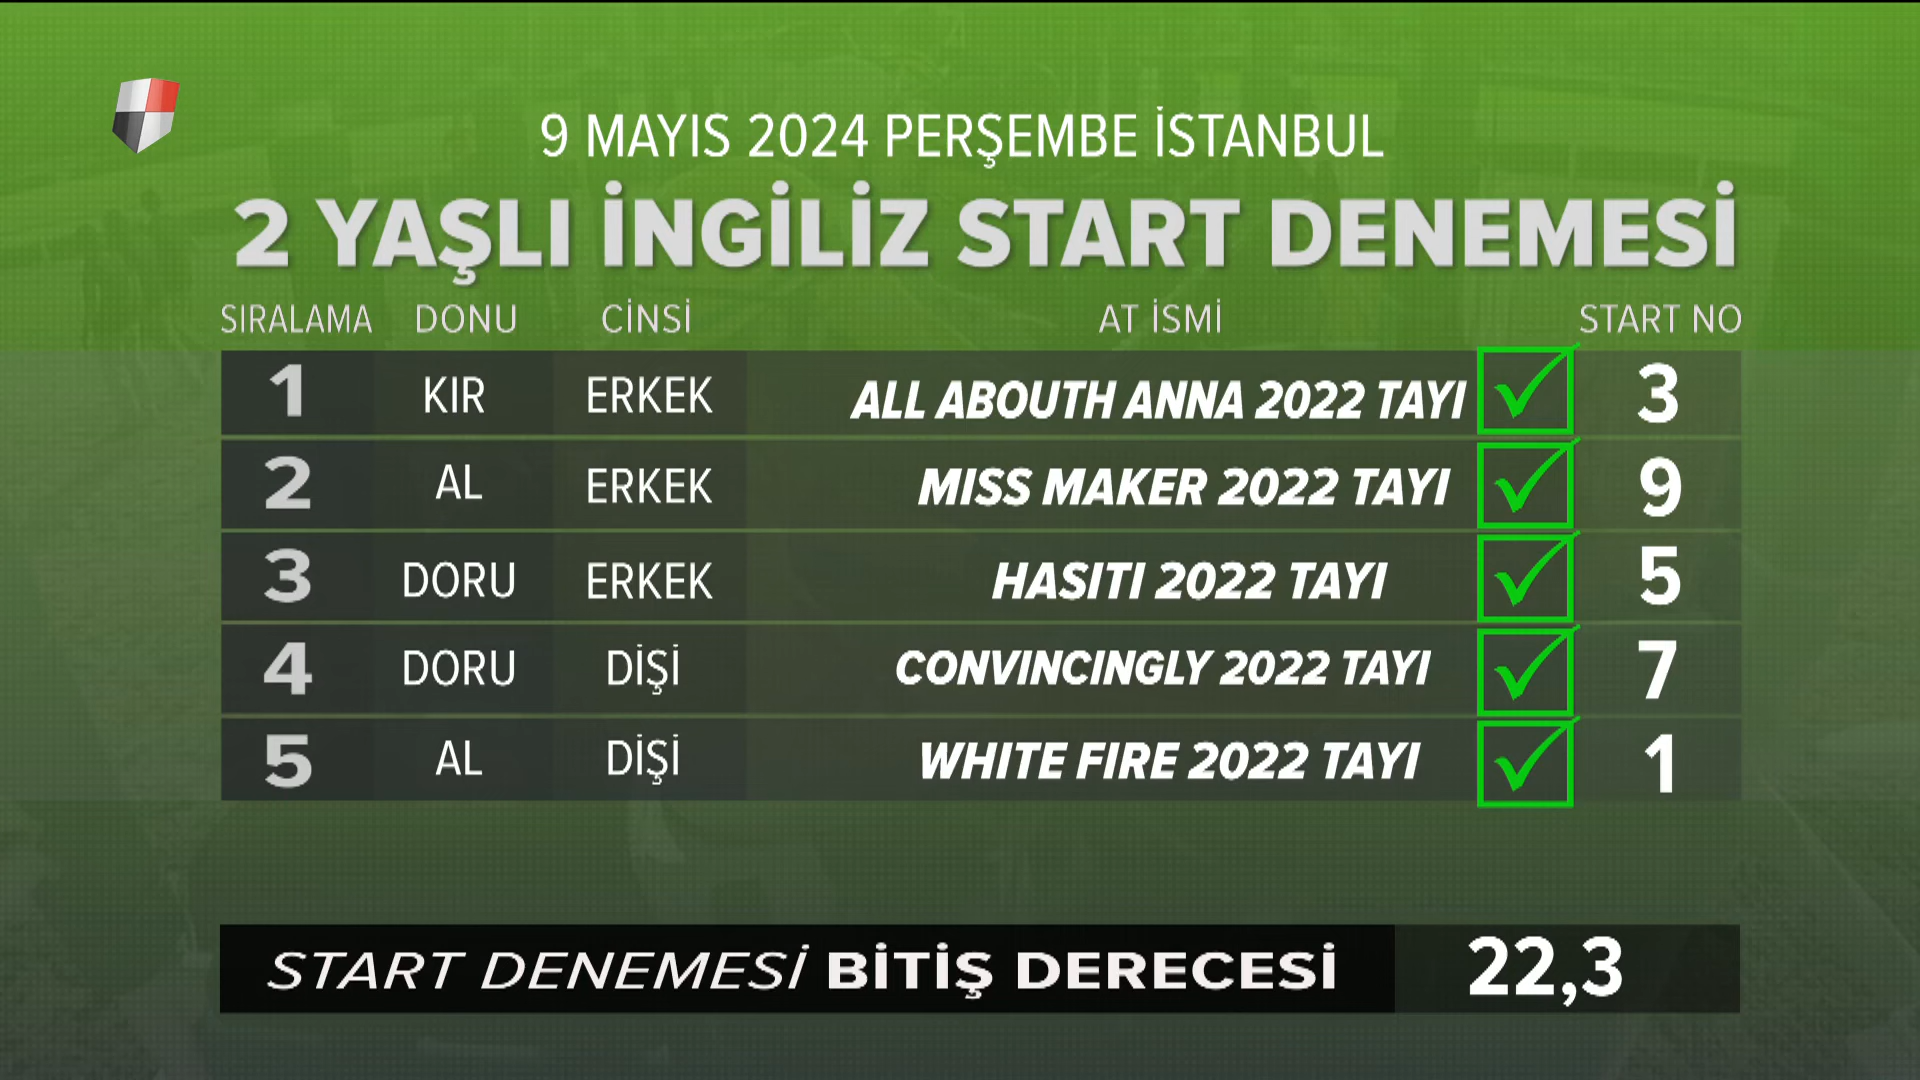 9 MAYIS 2024 PERŞEMBE İSTANBUL
2 YAŞLI İNGİLİZ START DENEMESİ
SIRALAMA DONU CİNSİ AT İSMİ START NO
1 KIR ERKEK ALL ABOUTH ANNA 2022 TAYI 3
2 AL ERKEK MISS MAKER 2022 TAYI 9
3 DORU ERKEK HASITI 2022 TAYI 5
4 DORU DİŞİ CONVINCINGLY 2022 TAYI 7
5 AL DİŞİ WHITE FIRE 2022 TAYI 1
START DENEMESİ BİTİŞ DERECESİ 22,3